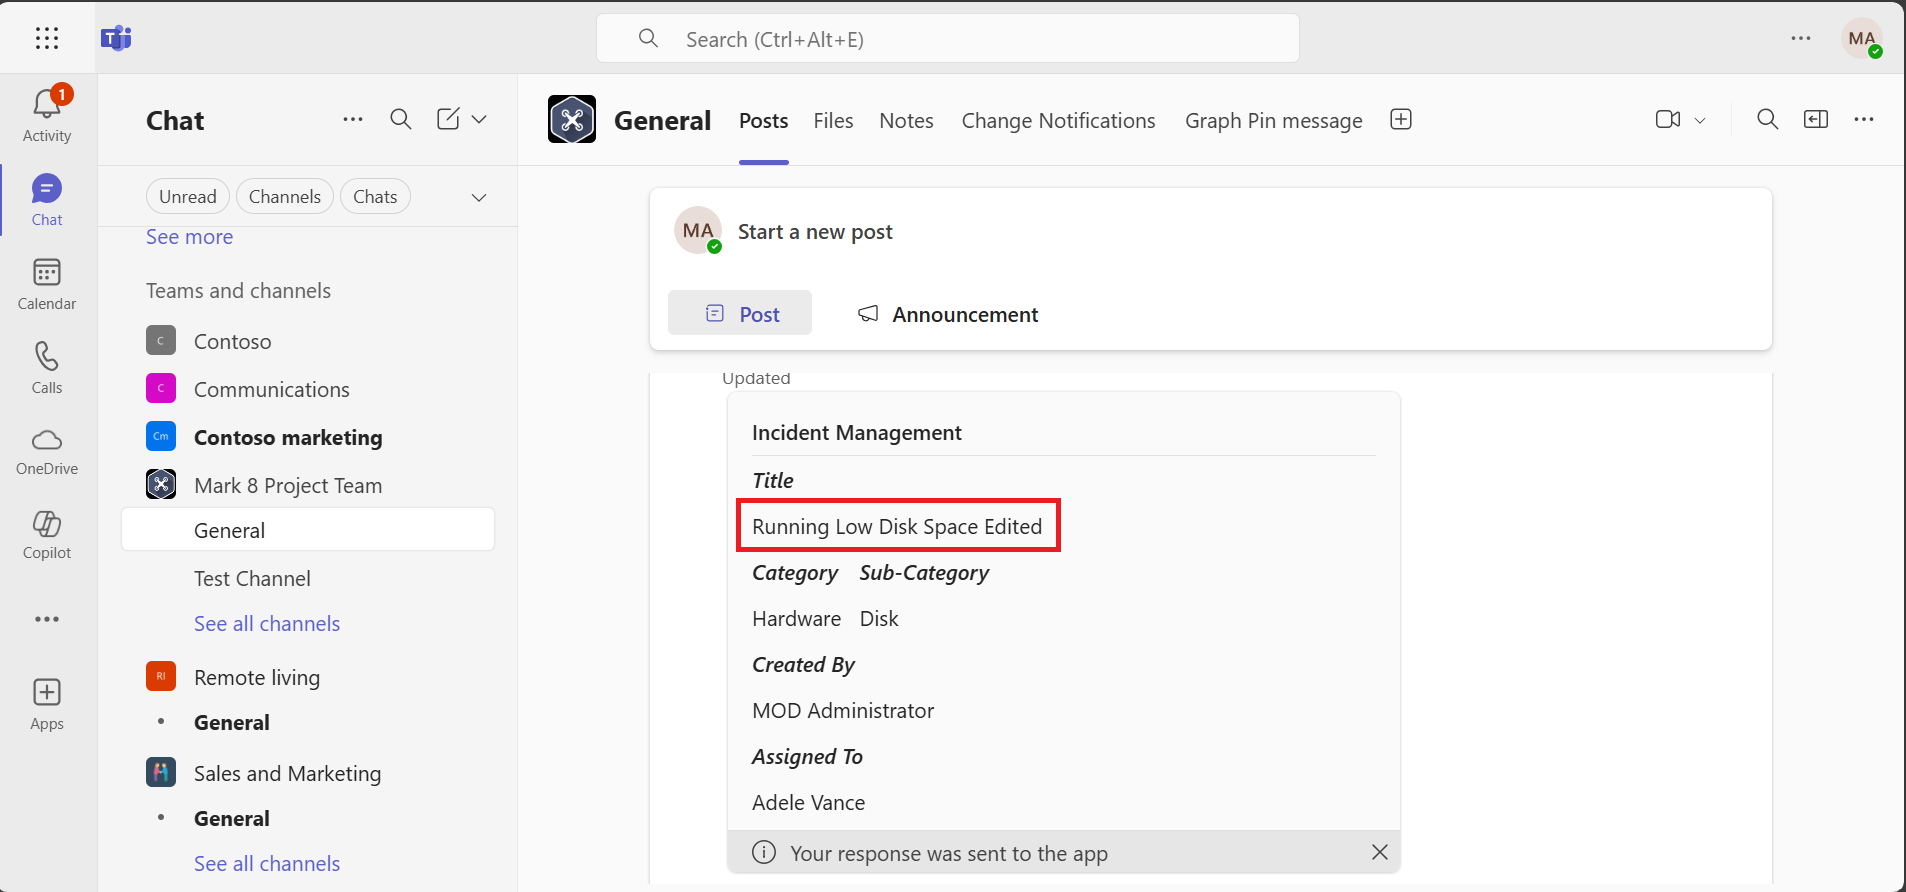 Search (Ctrl+Alt+E)
MA
1
Activity
Chat
Calendar
Calls
OneDrive
Copilot
Apps
Chat
Unread Channels Chats
See more
Teams and channels
C Contoso
C Communications
Cm Contoso marketing
Mark 8 Project Team
General
Test Channel
See all channels
RI Remote living
• General
Sales and Marketing
• General
See all channels
General Posts Files Notes Change Notifications Graph Pin message
MA Start a new post
Post Announcement
Updated
Incident Management
Title
Running Low Disk Space Edited
Category Sub-Category
Hardware Disk
Created By
MOD Administrator
Assigned To
Adele Vance
Your response was sent to the app